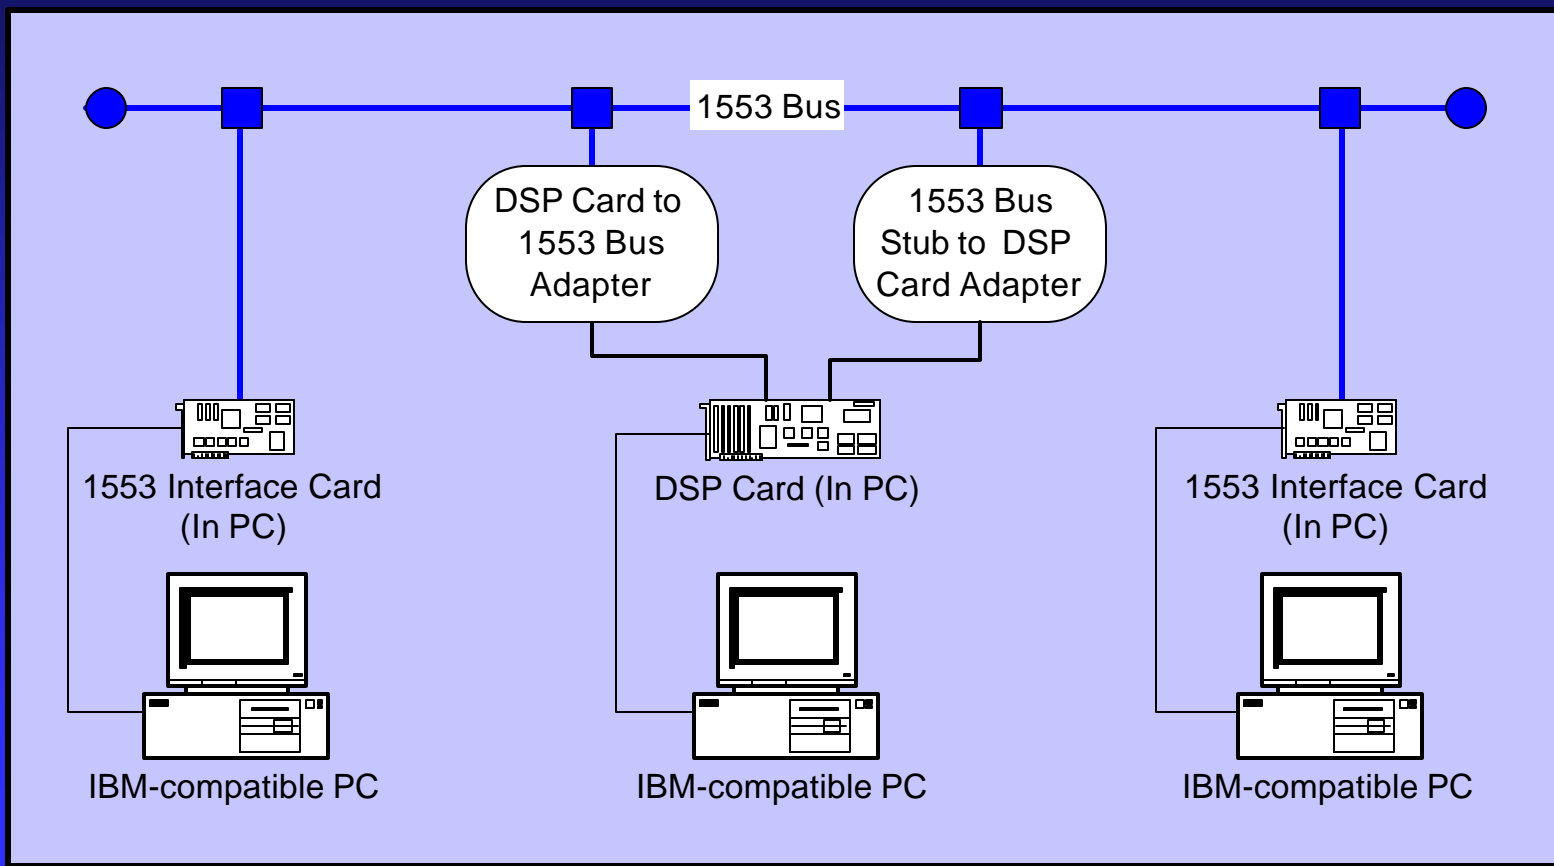 1553 Bus
DSP Card to
1553 Bus
Adapter
1553 Bus
Stub to DSP
Card Adapter
1553 Interface Card
(In PC)
DSP Card (In PC)
1553 Interface Card
(In PC)
IBM-compatible PC
IBM-compatible PC
IBM-compatible PC